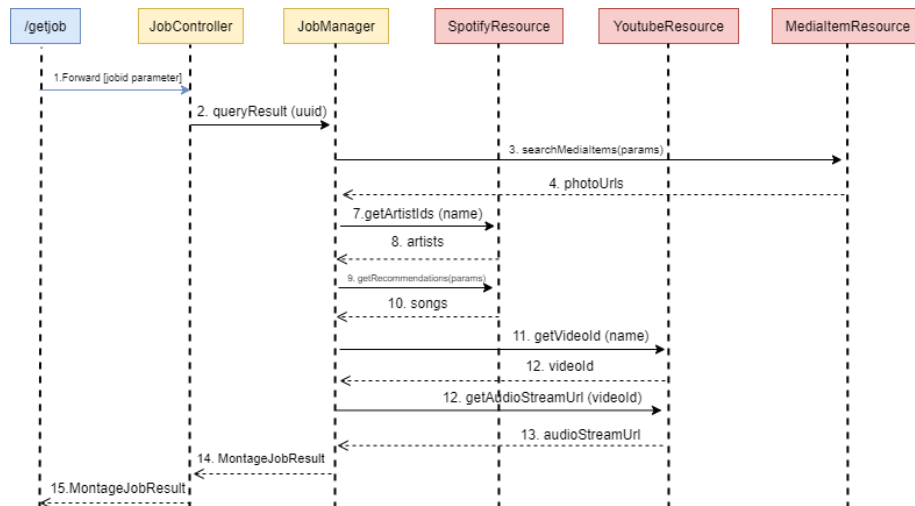 /getjob
JobController
JobManager
SpotifyResource
YoutubeResource
MediaItemResource
1.Forward [jobid parameter]
2. queryResult (uuid)
3. searchMediaItems(params)
4. photoUrls
7.getArtistIds (name)
8. artists
9. getRecommendations(params)
10. songs
11. getVideoId (name)
12. videoId
12. getAudioStreamUrl (videoId)
13. audioStreamUrl
14. MontageJobResult
15.MontageJobResult